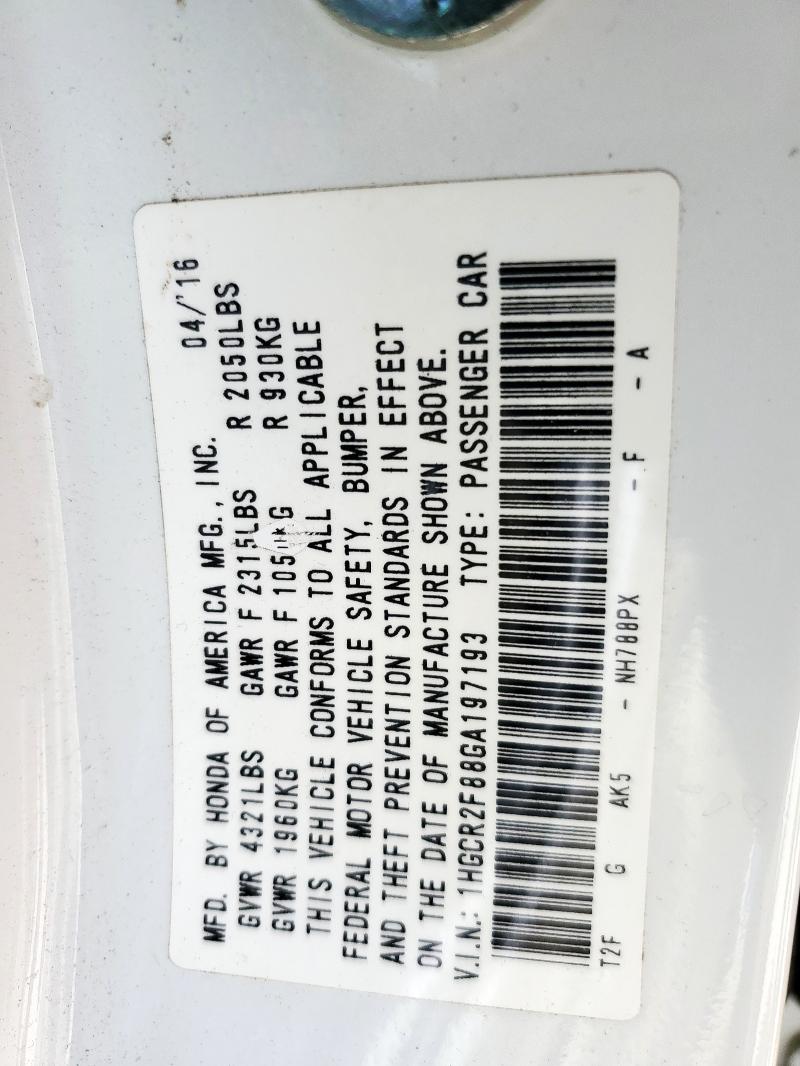 MFD. BY HONDA OF AMERICA MFG., INC. 04/'16
GVWR 4321LBS GAWR F 2315LBS R 2050LBS
GVWR 1960KG GAWR F R 930KG
THIS VEHICLE CONFORMS TO ALL APPLICABLE
FEDERAL MOTOR VEHICLE SAFETY, BUMPER,
AND THEFT PREVENTION STANDARDS IN EFFECT
ON THE DATE OF MANUFACTURE SHOWN ABOVE.
V.I.N.: 1HGCR2F88GA197193 TYPE: PASSENGER CAR
T2F G AK5 - NH788PX - F - A